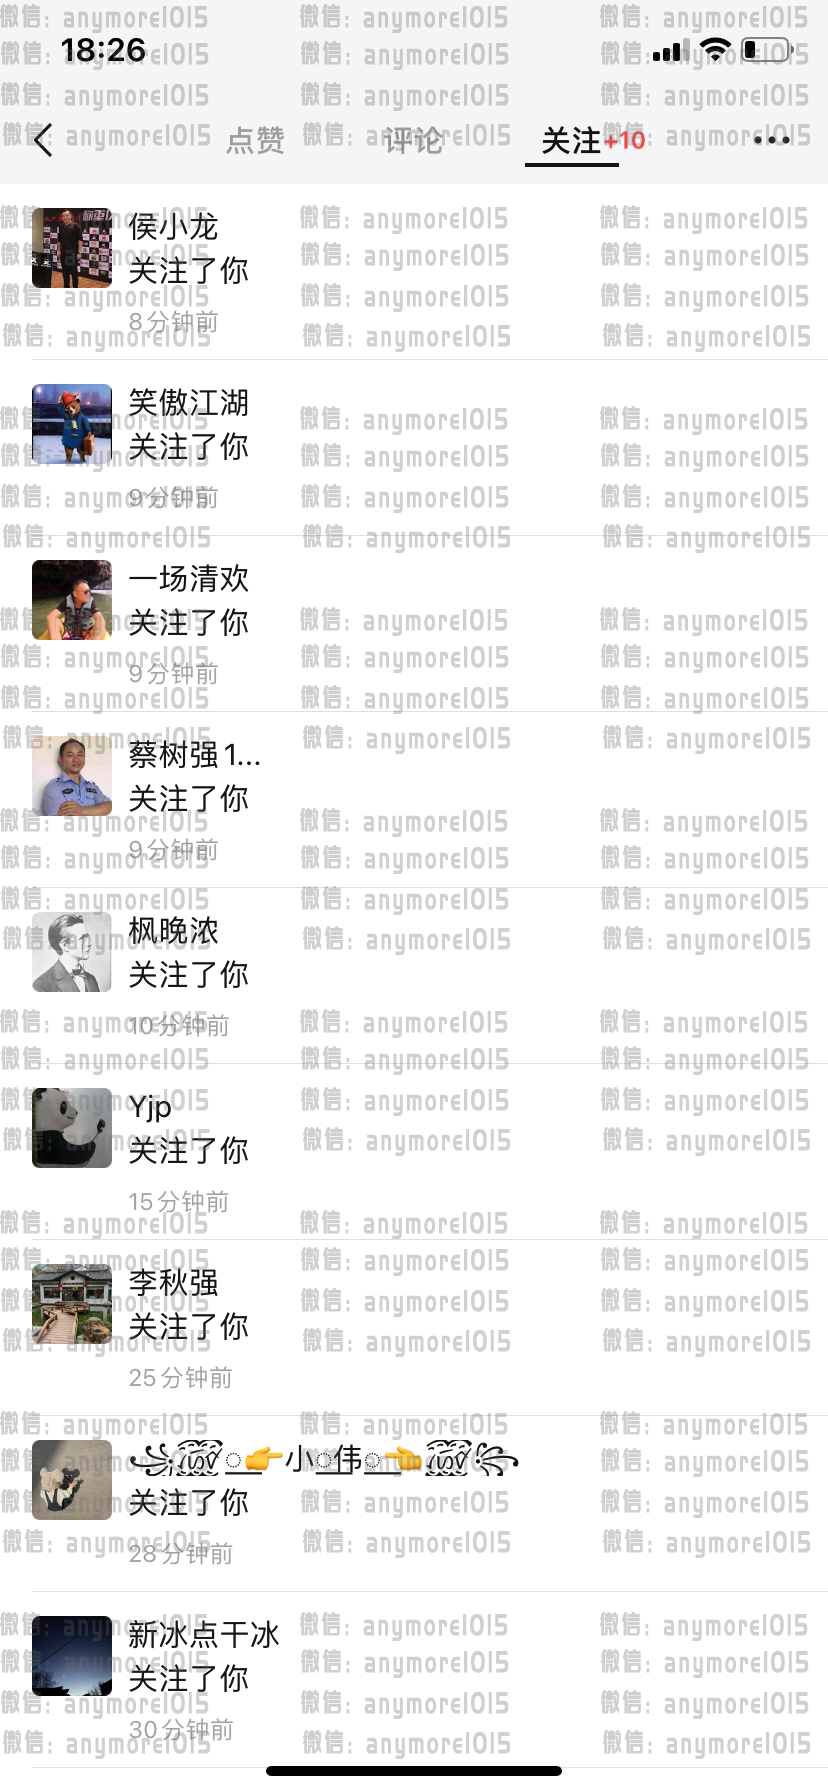 18:26
点赞 评论 关注+10
侯小龙
关注了你
8分钟前
笑傲江湖
关注了你
9分钟前
一场清欢
关注了你
9分钟前
蔡树强1...
关注了你
9分钟前
枫晚浓
关注了你
10分钟前
Yjp
关注了你
15分钟前
李秋强
关注了你
25分钟前
👉小伟👈
关注了你
28分钟前
新冰点干冰
关注了你
30分钟前
微信: anymore1015 微信: anymore1015 微信: anymore1015